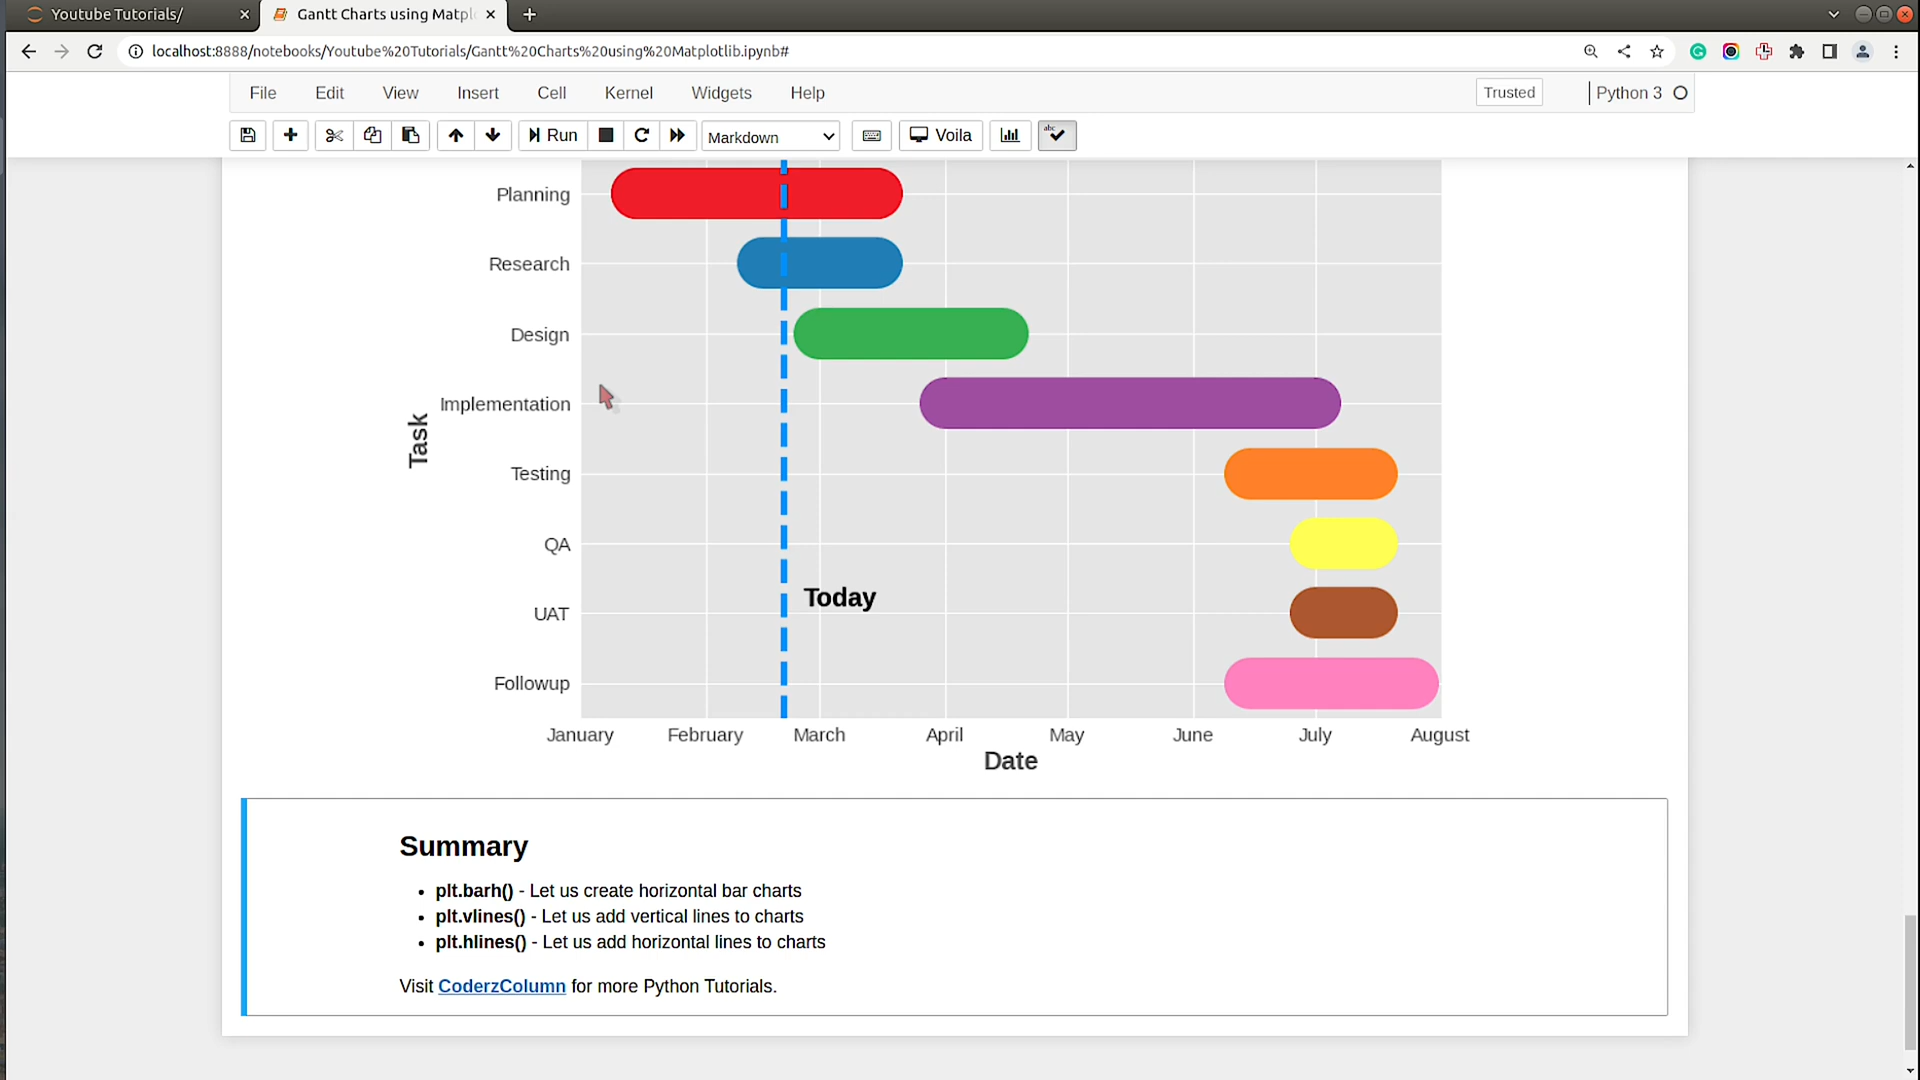 Youtube Tutorials/
Gantt Charts using Matpl
localhost:8888/notebooks/Youtube%20Tutorials/Gantt%20Charts%20using%20Matplotlib.ipynb#
File Edit View Insert Cell Kernel Widgets Help Trusted Python 3
Run Markdown Voila abc
Planning
Research
Design
Implementation
Task
Testing
QA
Today
UAT
Followup
January February March April May June July August
Date
Summary
• plt.barh() - Let us create horizontal bar charts
• plt.vlines() - Let us add vertical lines to charts
• plt.hlines() - Let us add horizontal lines to charts
Visit CoderzColumn for more Python Tutorials.